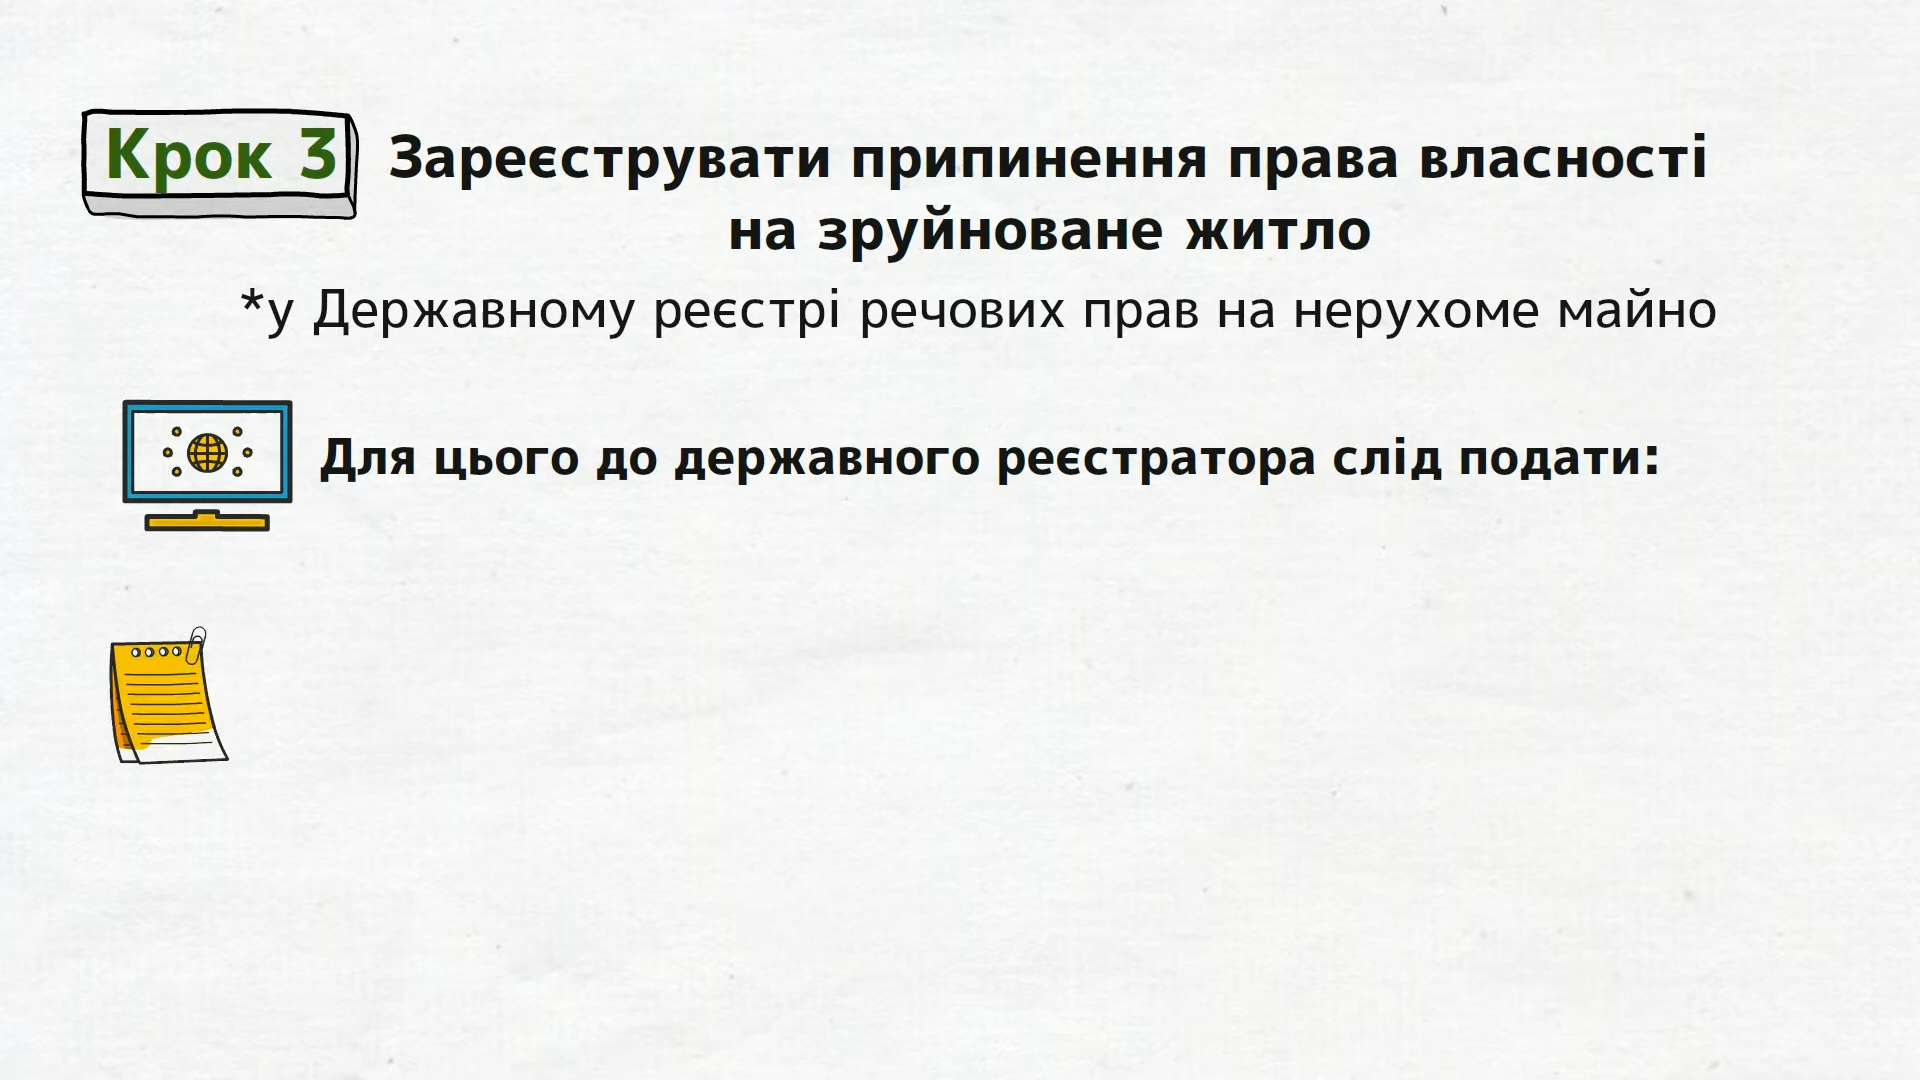 Крок 3
Зареєструвати припинення права власності
на зруйноване житло
*у Державному реєстрі речових прав на нерухоме майно
Для цього до державного реєстратора слід подати: